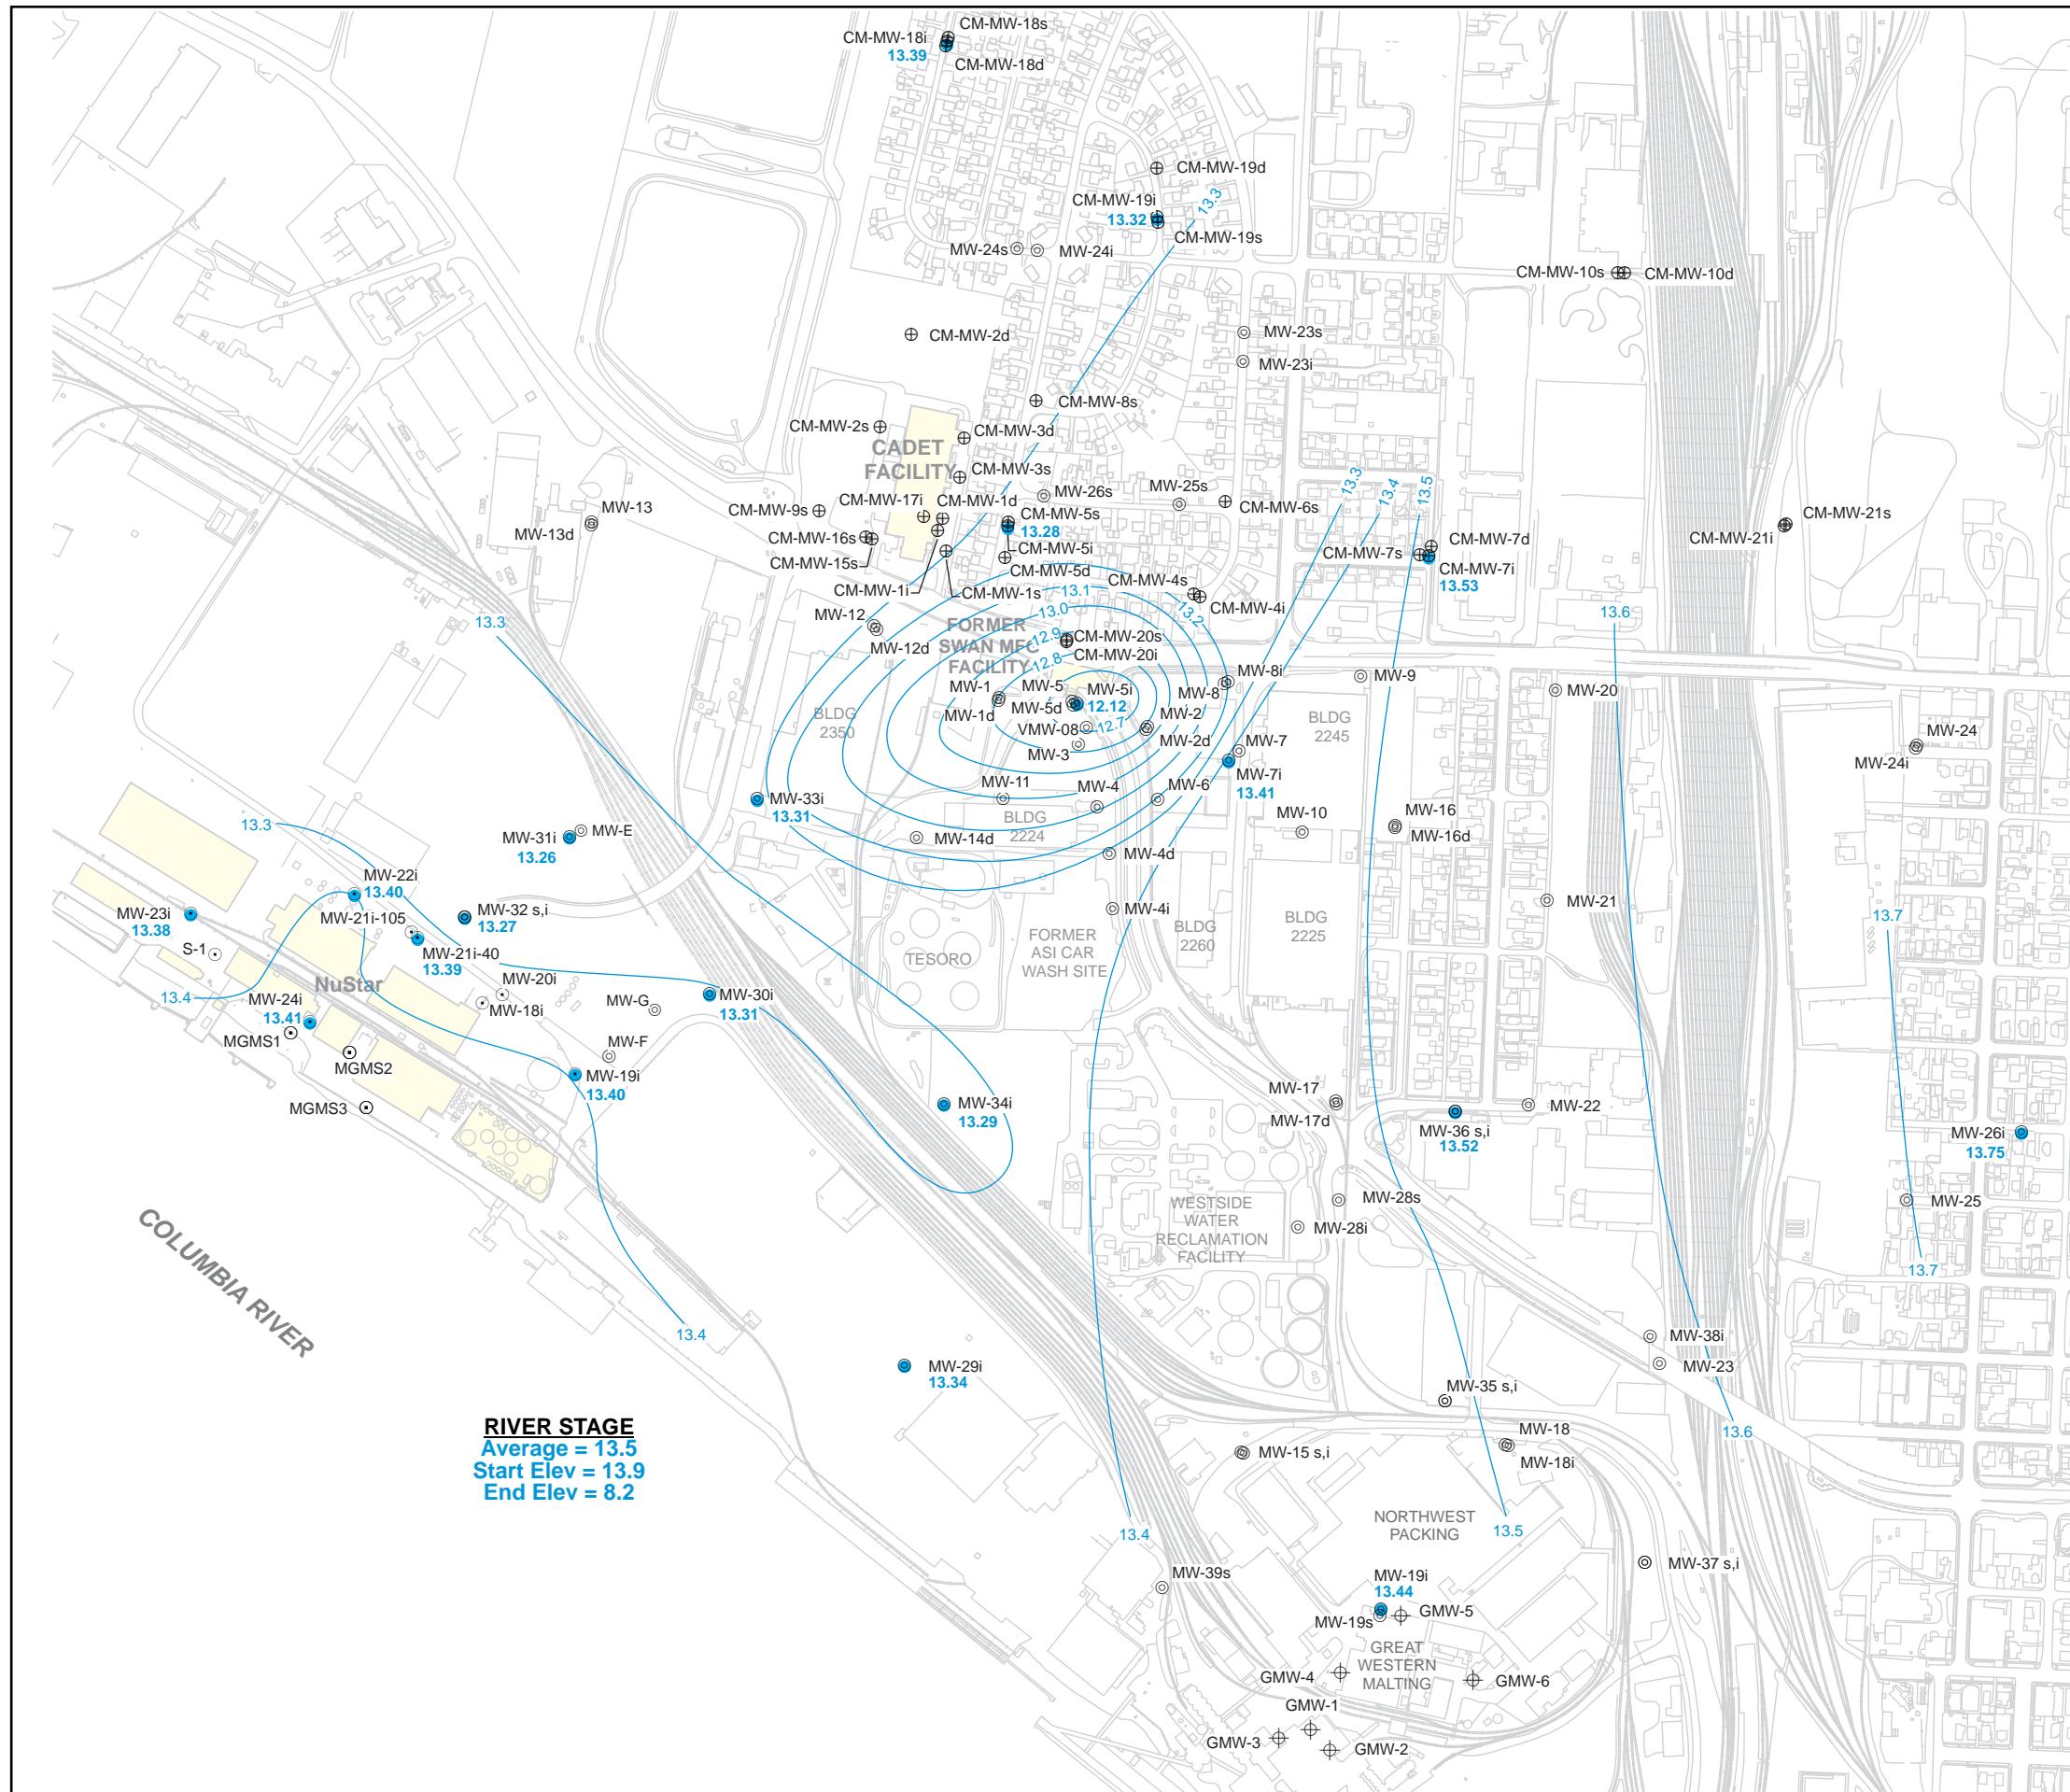 CM-MW-18s
CM-MW-18i
13.39
CM-MW-18d
CM-MW-19d
CM-MW-19i
13.32
13.3
CM-MW-19s
MW-24s
MW-24i
CM-MW-10s
CM-MW-10d
CM-MW-2d
MW-23s
MW-23i
CM-MW-8s
CM-MW-2s
CM-MW-3d
CADET
FACILITY
CM-MW-3s
13.3
13.4
13.5
CM-MW-17i
CM-MW-1d
MW-26s
MW-25s
CM-MW-6s
MW-13
MW-13d
CM-MW-9s
CM-MW-5s
13.28
CM-MW-21s
CM-MW-21i
CM-MW-16s
CM-MW-15s
CM-MW-5i
CM-MW-5d
CM-MW-7s
CM-MW-7d
CM-MW-7i
13.53
CM-MW-1i
CM-MW-1s
CM-MW-4s
CM-MW-4i
13.1
13.0
13.2
13.3
13.6
MW-12
MW-12d
FORMER
SWAN MFC
FACILITY
12.9
12.8
CM-MW-20s
CM-MW-20i
MW-1
MW-1d
MW-5
MW-5i
MW-5d
12.12
MW-8i
MW-8
MW-9
MW-20
BLDG
2350
VMW-08
12.7
MW-2
MW-2d
MW-3
BLDG
2245
MW-7
MW-7i
13.41
MW-24
MW-24i
MW-33i
13.31
MW-11
MW-4
MW-6
BLDG
2224
MW-10
MW-16
MW-16d
13.3
MW-31i
13.26
MW-E
MW-14d
MW-4d
MW-22i
13.40
MW-23i
13.38
MW-21i-105
MW-32 s,i
13.27
MW-4i
MW-21
13.7
S-1
MW-21i-40
13.39
FORMER
ASI CAR
WASH SITE
BLDG
2260
BLDG
2225
TESORO
NuStar
MW-20i
MW-18i
13.4
MW-24i
13.41
MW-G
MW-30i
13.31
MGMS1
MGMS2
MW-F
MW-19i
13.40
MGMS3
MW-34i
13.29
MW-17
MW-17d
MW-36 s,i
13.52
MW-22
MW-26i
13.75
MW-28s
MW-28i
MW-25
WESTSIDE
WATER
RECLAMATION
FACILITY
13.7
COLUMBIA RIVER
13.4
MW-38i
MW-23
MW-29i
13.34
MW-35 s,i
RIVER STAGE
Average = 13.5
Start Elev = 13.9
End Elev = 8.2
13.6
MW-18
MW-18i
MW-15 s,i
NORTHWEST
PACKING
13.4
13.5
MW-37 s,i
MW-39s
MW-19i
13.44
MW-19s
GMW-5
GREAT
WESTERN
MALTING
GMW-4
GMW-6
GMW-1
GMW-3
GMW-2